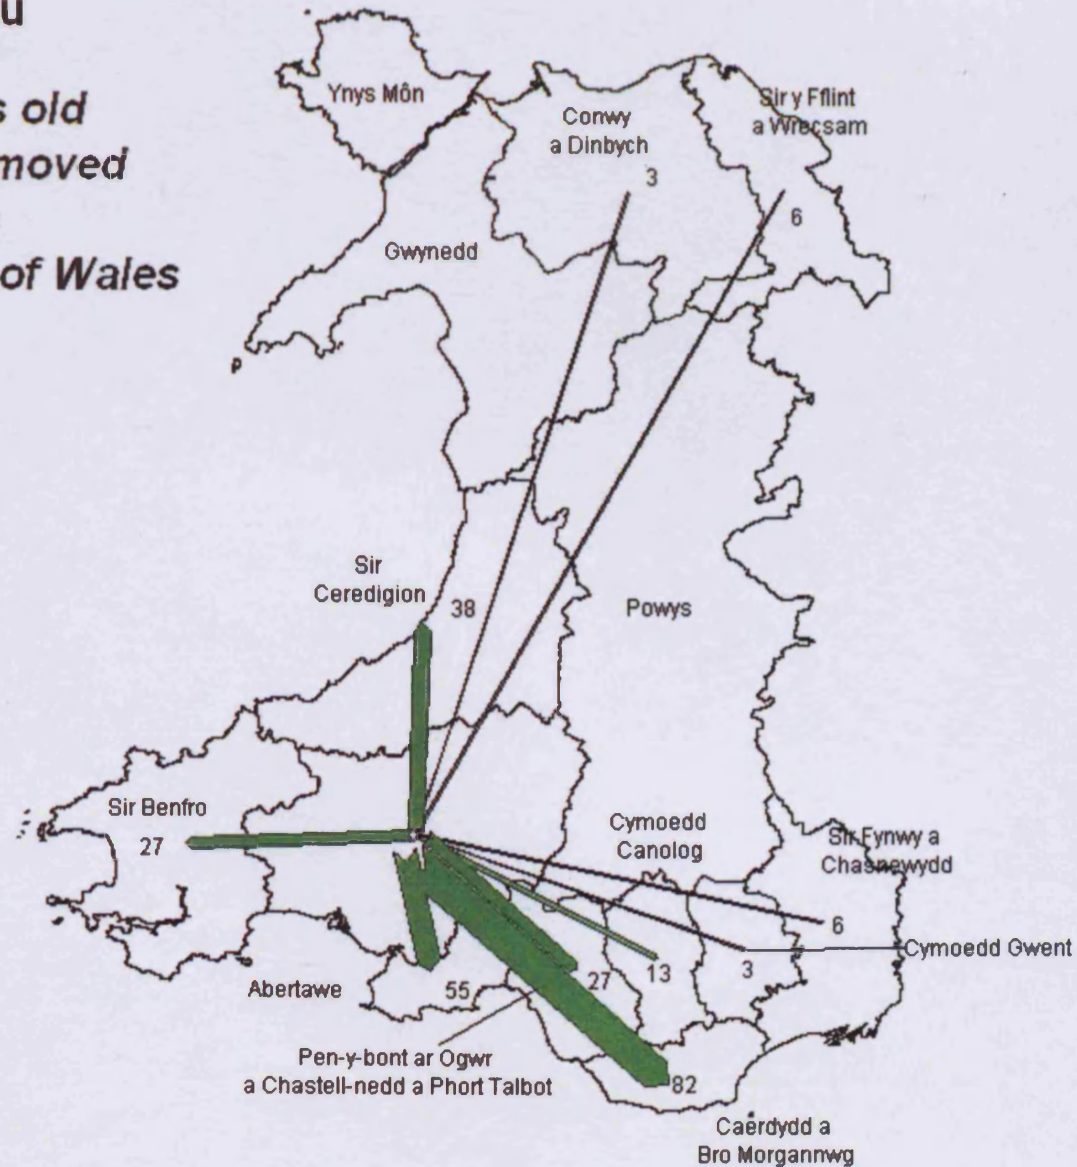 u
s old
moved
of Wales
Ynys Môn
Conwy
a Dinbych
Sir y Fflint
a Wrecsam
3
6
Gwynedd
Sir
Ceredigion
38
Powys
Sir Benfro
27
Cymoedd
Canolog
Sir Fynwy a
Chasnewydd
6
Cymoedd Gwent
3
13
27
Abertawe
55
Pen-y-bont ar Ogwr
a Chastell-nedd a Phort Talbot
82
Caerdydd a
Bro Morgannwg